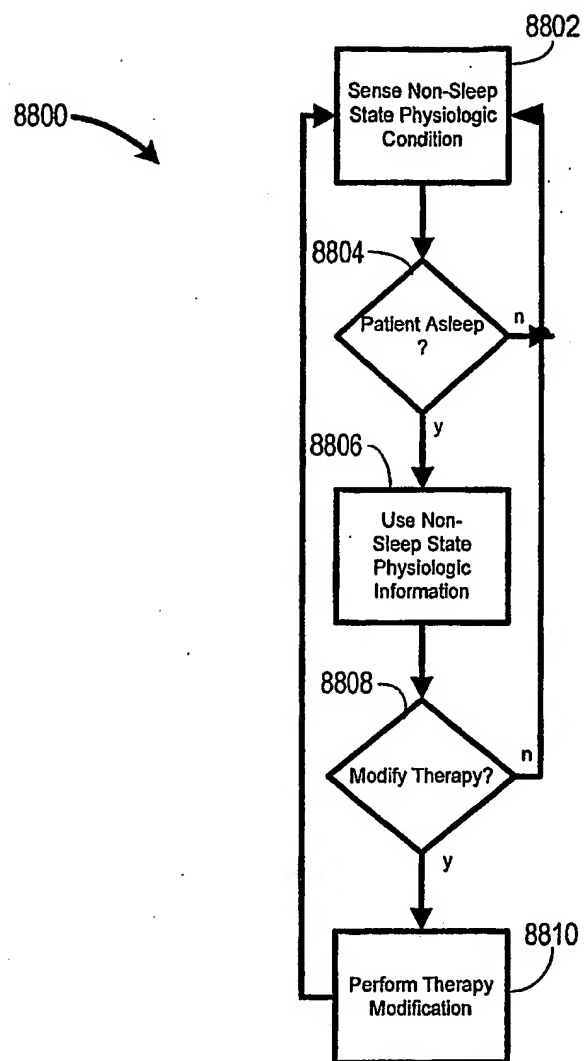 8802
8800
Sense Non-Sleep
State Physiologic
Condition
8804
Patient Asleep
?
n
y
8806
Use Non-
Sleep State
Physiologic
Information
8808
Modify Therapy?
n
y
8810
Perform Therapy
Modification